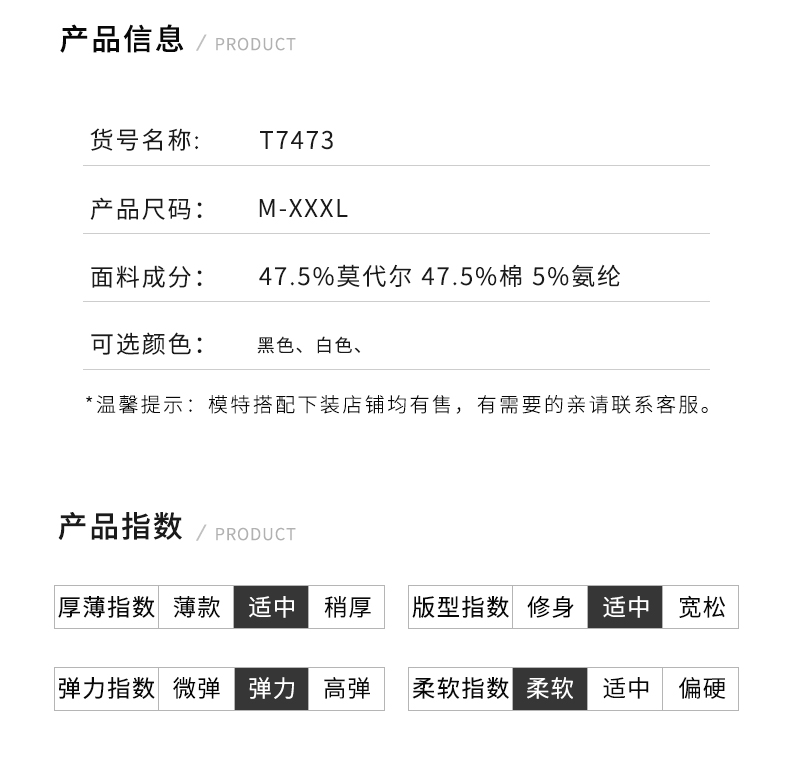 产品信息 / PRODUCT
货号名称: T7473
产品尺码： M-XXXL
面料成分： 47.5%莫代尔 47.5%棉 5%氨纶
可选颜色： 黑色、白色、
*温馨提示：模特搭配下装店铺均有售，有需要的亲请联系客服。
产品指数 / PRODUCT
厚薄指数 薄款 适中 稍厚 版型指数 修身 适中 宽松
弹力指数 微弹 弹力 高弹 柔软指数 柔软 适中 偏硬